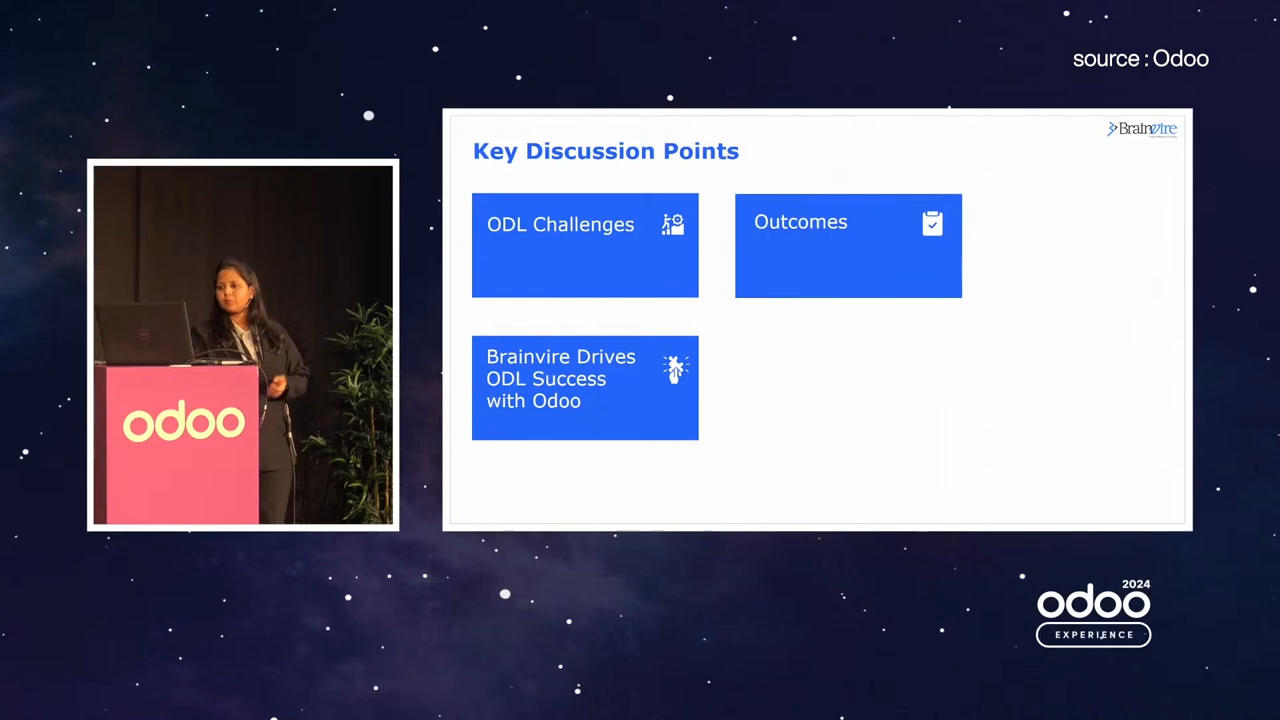 source : Odoo
Brainvire
Key Discussion Points
ODL Challenges
Outcomes
Brainvire Drives
ODL Success
with Odoo
odoo
2024
odoo
EXPERIENCE